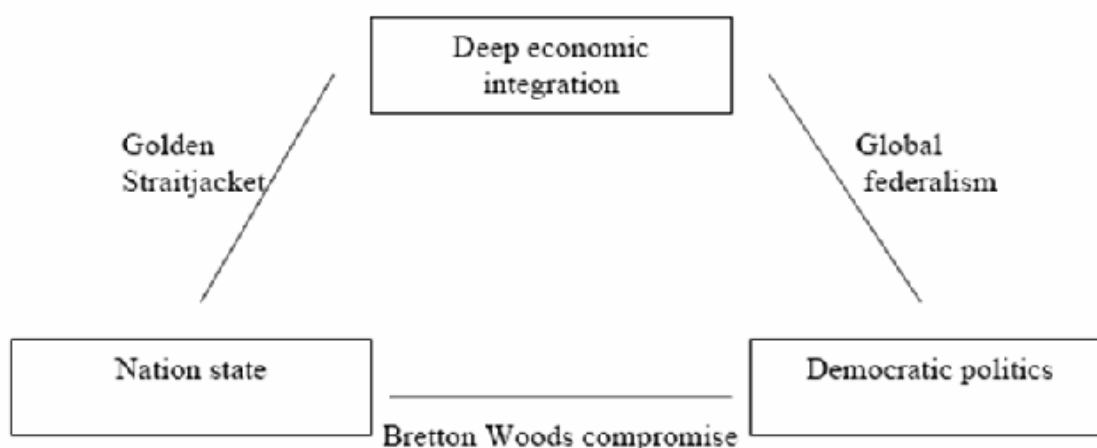 Deep economic
integration
Golden
Straitjacket
Global
federalism
Nation state
Democratic politics
Bretton Woods compromise